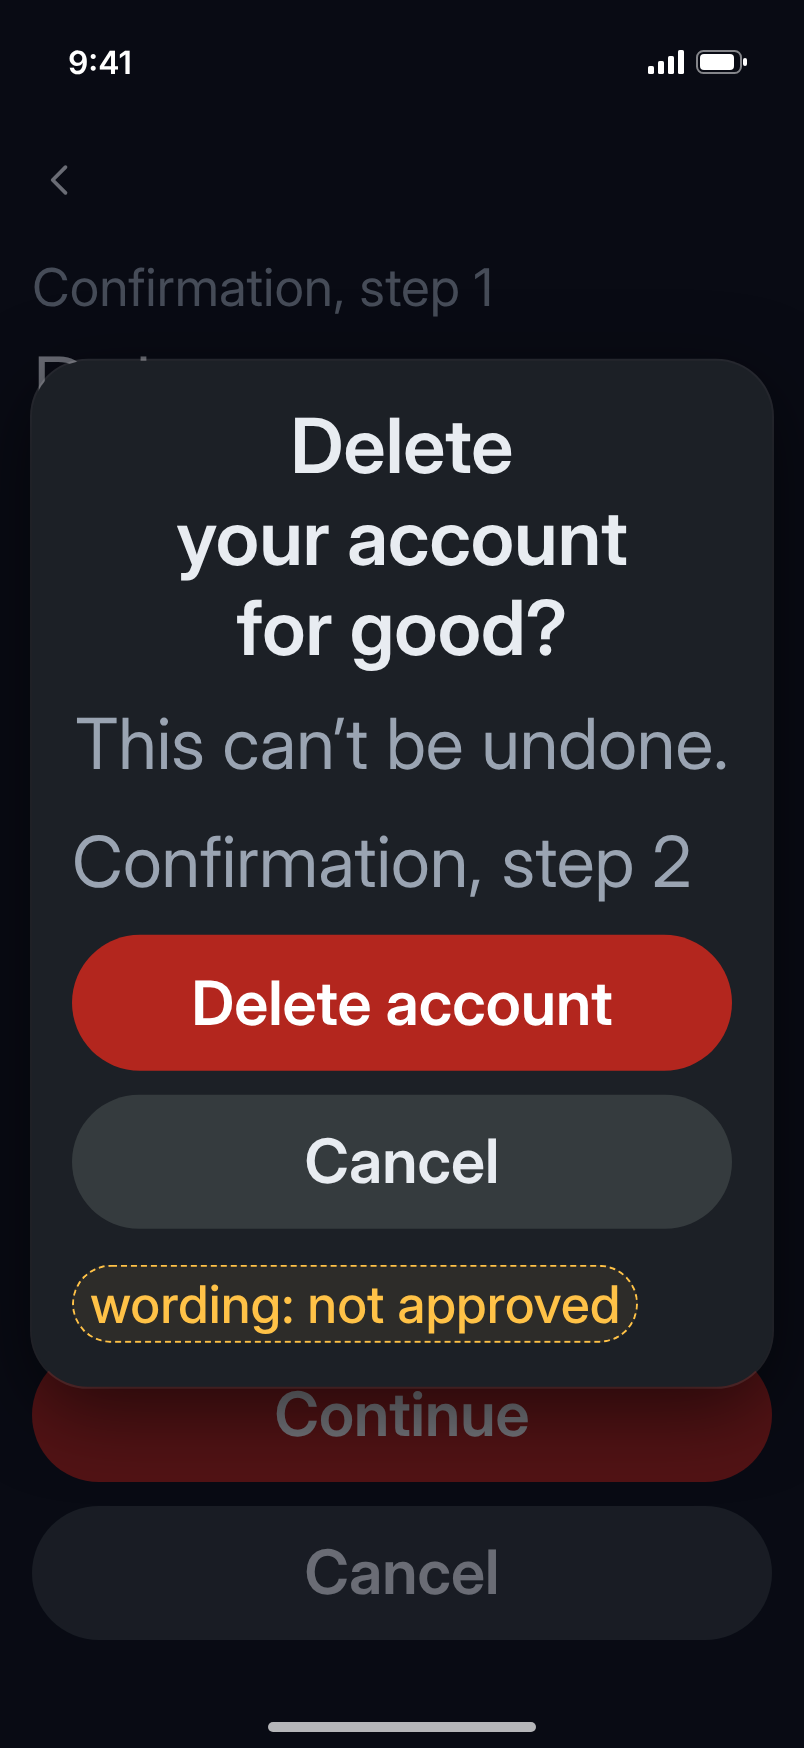 9:41
Confirmation, step 1
Delete
your account
for good?
This can’t be undone.
Confirmation, step 2
Delete account
Cancel
wording: not approved
Continue
Cancel